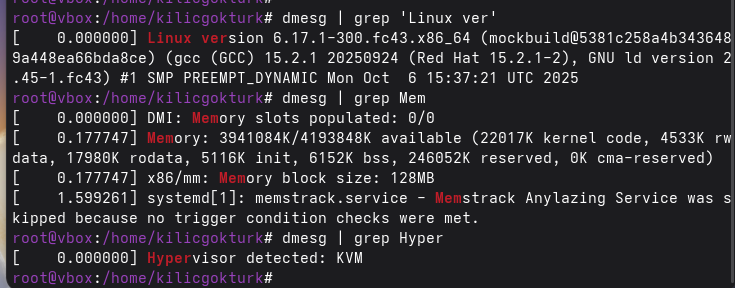 root@vbox:/home/kilicgokturk# dmesg | grep 'Linux ver'
[    0.000000] Linux version 6.17.1-300.fc43.x86_64 (mockbuild@5381c258a4b343648
9a448ea66bda8ce) (gcc (GCC) 15.2.1 20250924 (Red Hat 15.2.1-2), GNU ld version 2
.45-1.fc43) #1 SMP PREEMPT_DYNAMIC Mon Oct  6 15:37:21 UTC 2025
root@vbox:/home/kilicgokturk# dmesg | grep Mem
[    0.000000] DMI: Memory slots populated: 0/0
[    0.177747] Memory: 3941084K/4193848K available (22017K kernel code, 4533K rw
data, 17980K rodata, 5116K init, 6152K bss, 246052K reserved, 0K cma-reserved)
[    0.177747] x86/mm: Memory block size: 128MB
[    1.599261] systemd[1]: memstrack.service - Memstrack Anylazing Service was s
kipped because no trigger condition checks were met.
root@vbox:/home/kilicgokturk# dmesg | grep Hyper
[    0.000000] Hypervisor detected: KVM
root@vbox:/home/kilicgokturk#